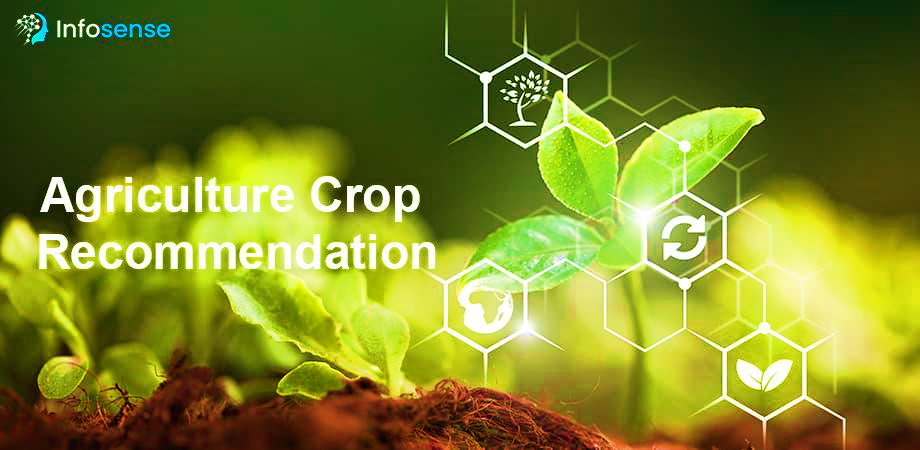 Infosense
Agriculture Crop
Recommendation